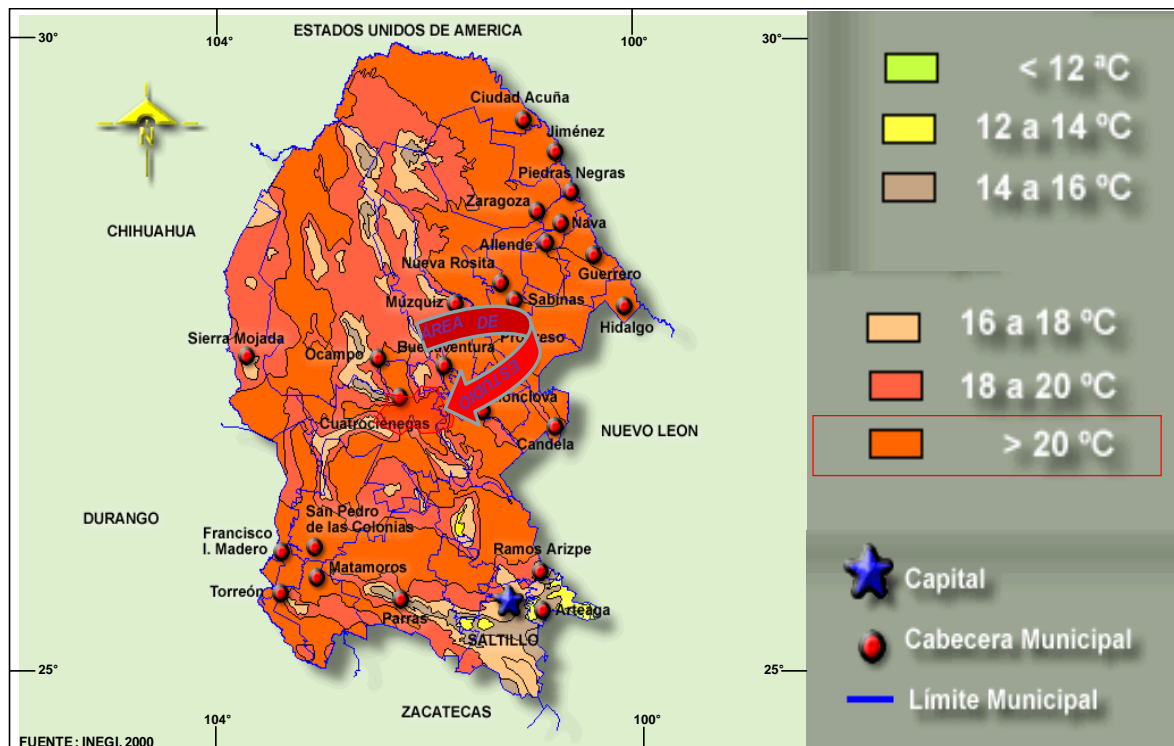 ESTADOS UNIDOS DE AMERICA
104°
100°
30°
30°
Ciudad Acuña
Jiménez
Piedras Negras
Zaragoza
Nava
Allende
CHIHUAHUA
Nueva Rosita
Guerrero
Múzquiz
Sabinas
Hidalgo
AREA DE
ESTUDIO
Sierra Mojada
Ocampo
Buenaventura
Progreso
Monclova
Cuatrociénegas
Candela
NUEVO LEON
DURANGO
San Pedro
de las Colonias
Francisco
I. Madero
Ramos Arizpe
Matamoros
Torreón
Parras
Arteaga
SALTILLO
25°
25°
ZACATECAS
104°
100°
FUENTE: INEGI, 2000
N
< 12 ªC
12 a 14 ºC
14 a 16 ºC
16 a 18 ºC
18 a 20 ºC
> 20 ºC
Capital
Cabecera Municipal
Límite Municipal